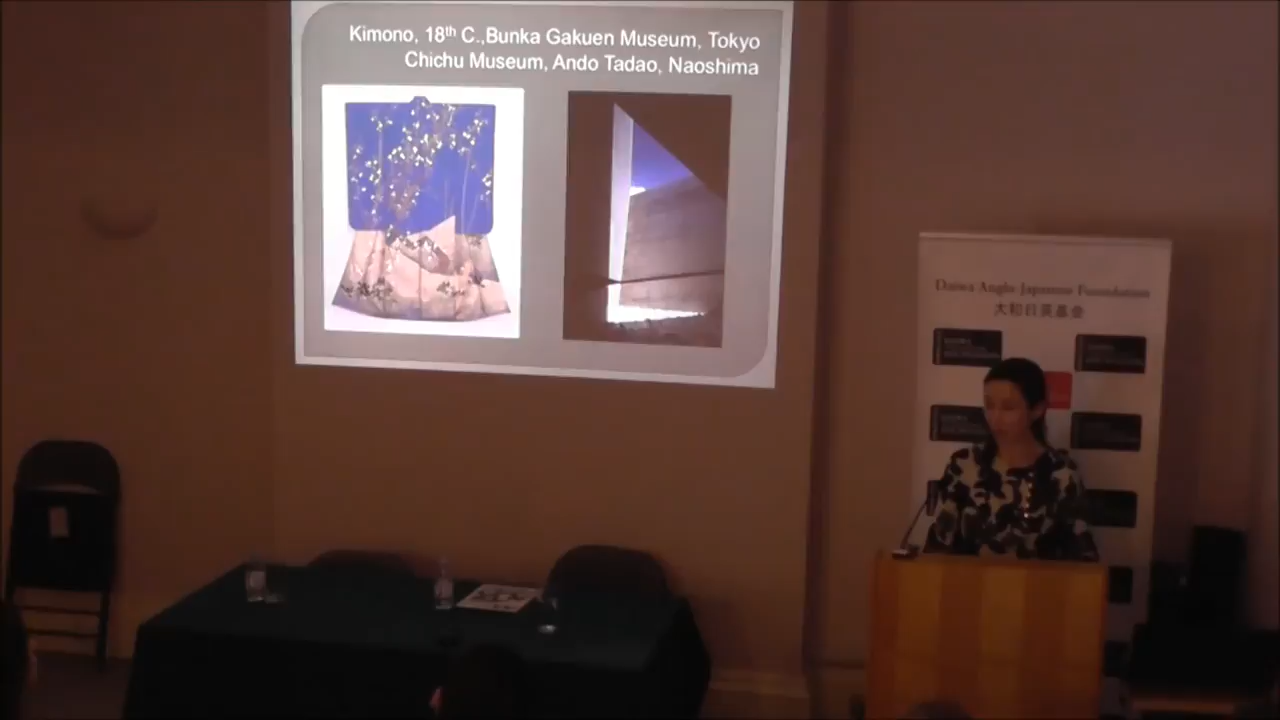 Kimono, 18th C.,Bunka Gakuen Museum, Tokyo
Chichu Museum, Ando Tadao, Naoshima
Daiwa Anglo-Japanese Foundation
大和日英基金